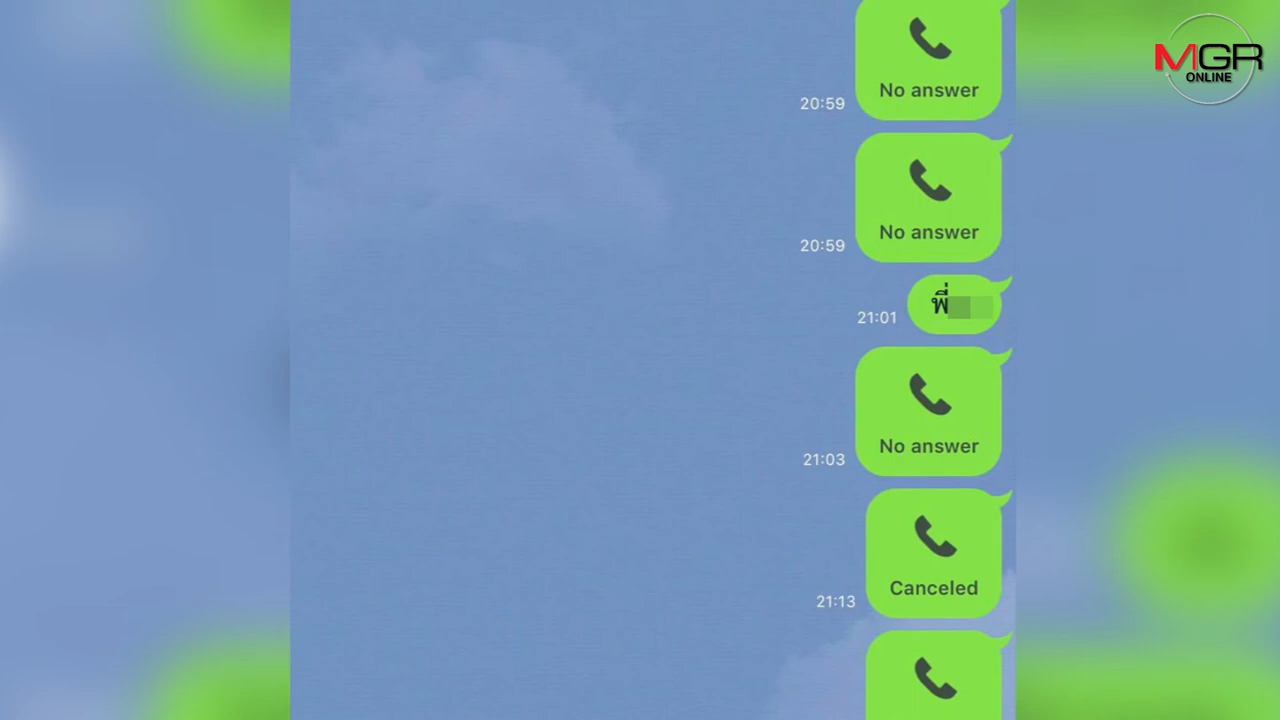 MGR
ONLINE
No answer
20:59
No answer
20:59
พี่
21:01
No answer
21:03
Canceled
21:13